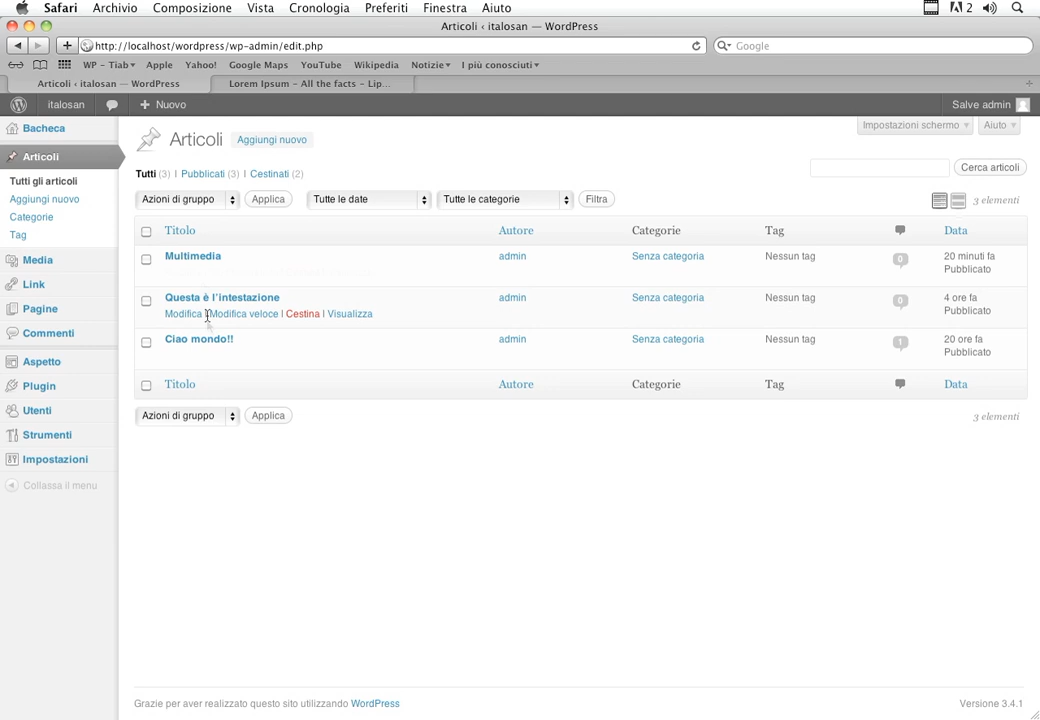 Safari Archivio Composizione Vista Cronologia Preferiti Finestra Aiuto 2
Articoli ‹ italosan — WordPress
http://localhost/wordpress/wp-admin/edit.php Google
WP - Tiab Apple Yahoo! Google Maps YouTube Wikipedia Notizie I più conosciuti
Articoli ‹ italosan — WordPress Lorem Ipsum - All the facts - Lip...
italosan Nuovo Salve admin
Bacheca
Articoli
Tutti gli articoli
Aggiungi nuovo
Categorie
Tag
Media
Link
Pagine
Commenti
Aspetto
Plugin
Utenti
Strumenti
Impostazioni
Collassa il menu
Impostazioni schermo Aiuto
Articoli Aggiungi nuovo
Tutti (3) | Pubblicati (3) | Cestinati (2)
Cerca articoli
Azioni di gruppo Applica Tutte le date Tutte le categorie Filtra 3 elementi
Titolo Autore Categorie Tag Data
Multimedia admin Senza categoria Nessun tag 0 20 minuti fa
Pubblicato
Questa è l'intestazione admin Senza categoria Nessun tag 0 4 ore fa
Modifica | Modifica veloce | Cestina | Visualizza Pubblicato
Ciao mondo!! admin Senza categoria Nessun tag 1 20 ore fa
Pubblicato
Titolo Autore Categorie Tag Data
Azioni di gruppo Applica 3 elementi
Grazie per aver realizzato questo sito utilizzando WordPress Versione 3.4.1